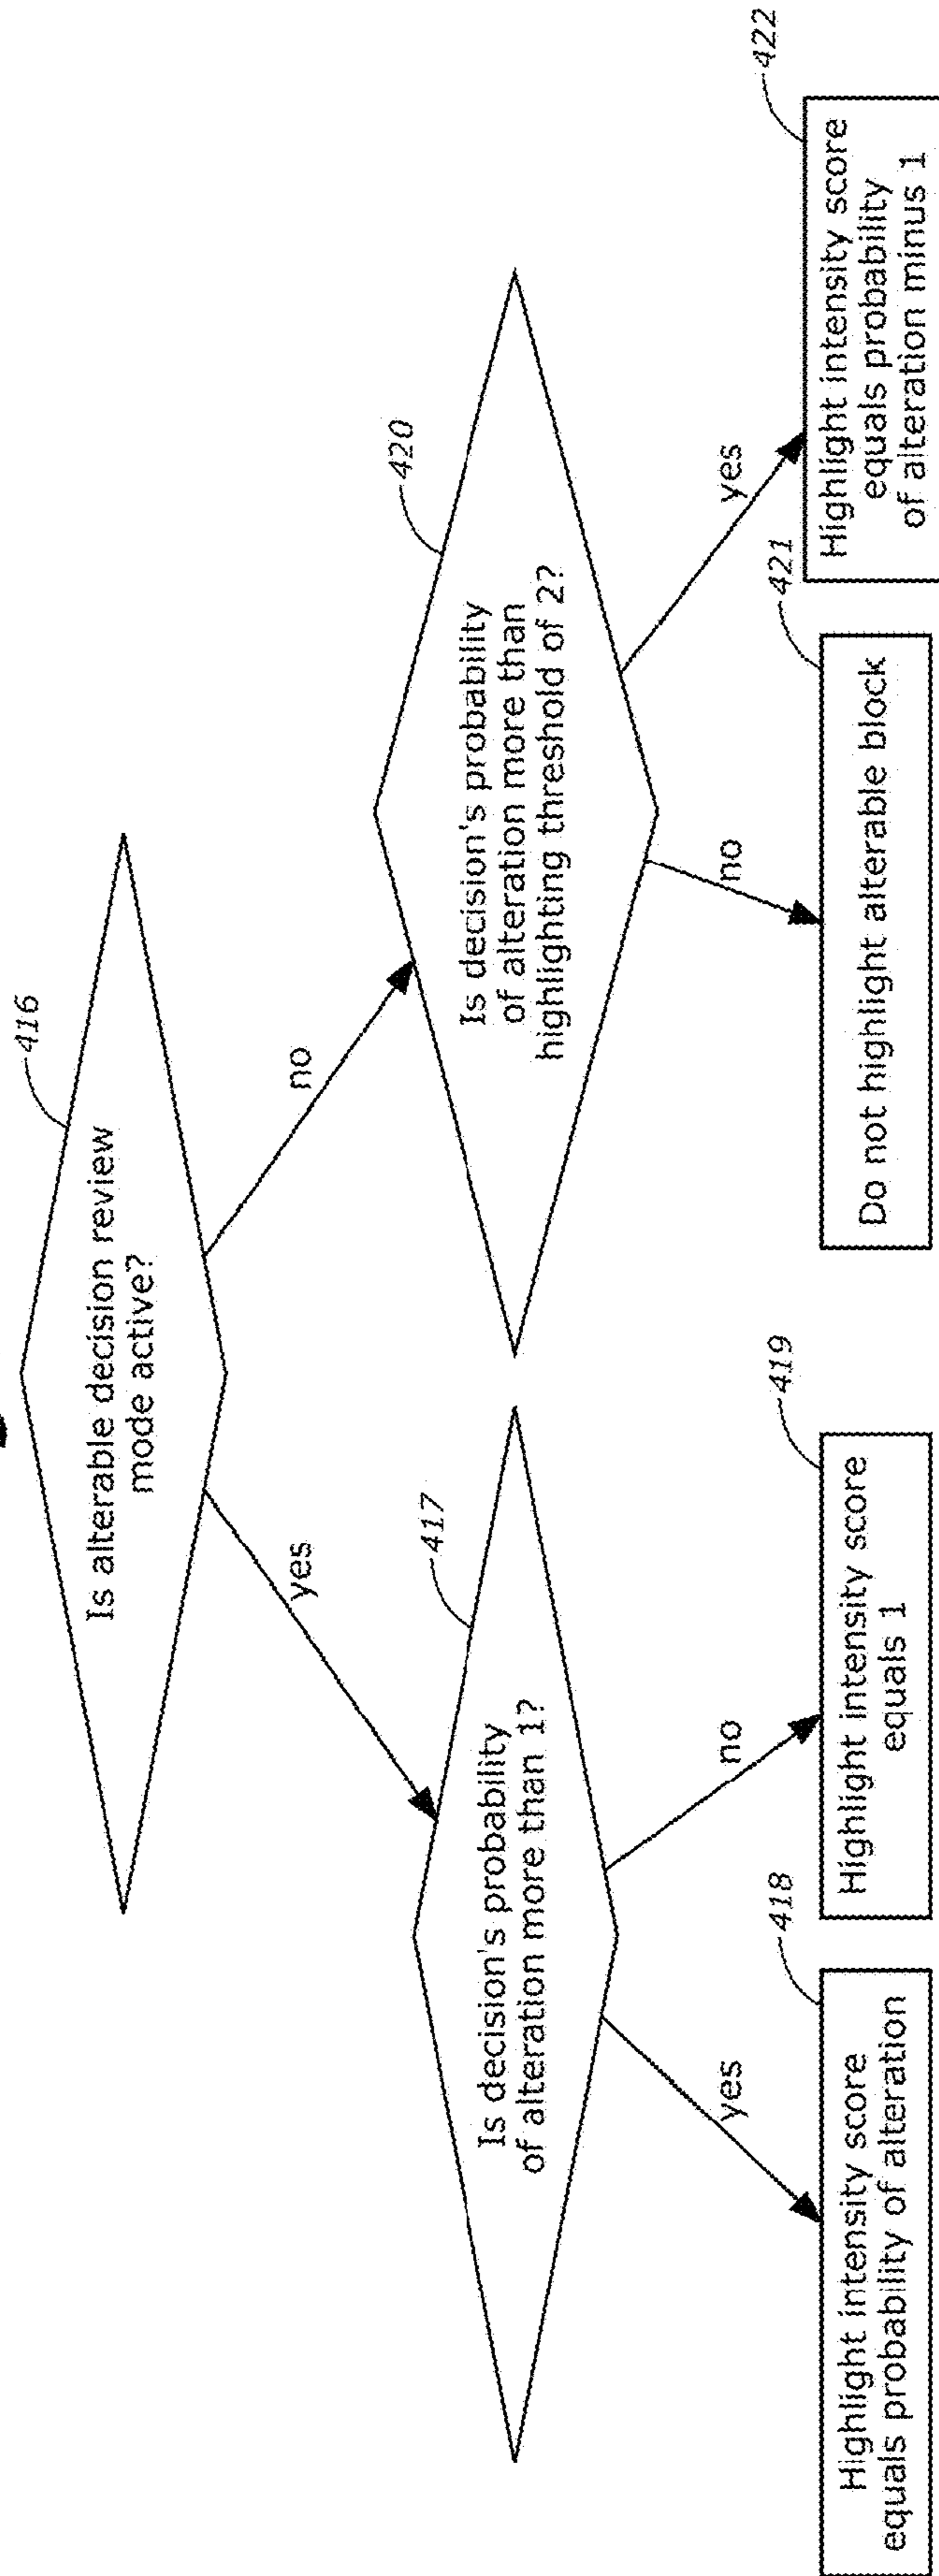 416
Is alterable decision review
mode active?
yes
no
417
Is decision's probability
of alteration more than 1?
420
Is decision's probability
of alteration more than
highlighting threshold of 2?
yes
no
no
yes
418
Highlight intensity score
equals probability of alteration
419
Highlight intensity score
equals 1
421
Do not highlight alterable block
422
Highlight intensity score
equals probability
of alteration minus 1